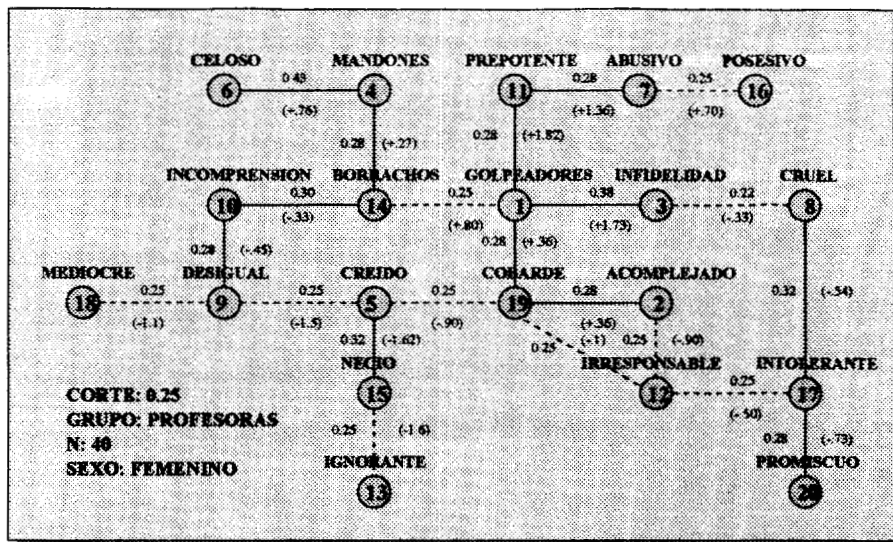 CELOSO MANDONES PREPOTENTE ABUSIVO POSESIVO
0.43 0.28 0.25
6 4 11 7 16
(+.76) (+1.36) (+.70)
0.28 (+.27) 0.28 (+1.82)
INCOMPRENSION BORRACHOS GOLPEADORES INFIDELIDAD CRUEL
0.30 0.25 0.38 0.22
10 14 1 3 8
(-.33) (+.80) (+1.73) (-.33)
0.28 (-.45) 0.28 (+.36) 0.32 (-.54)
MEDIOCRE DESIGUAL CREIDO COBARDE ACOMPLEJADO
0.25 0.25 0.25 0.28
18 9 5 19 2
(-1.1) (-1.5) (-.90) (+.36)
0.32 (-1.62) 0.25 (-1) 0.25 (-.90)
NECIO IRRESPONSABLE INTOLERANTE
0.25
15 12 17
(-.50)
CORTE: 0.25
GRUPO: PROFESORAS
N: 40
SEXO: FEMENINO
0.25 (-1.6) 0.28 (-.73)
IGNORANTE PROMISCUO
13 20